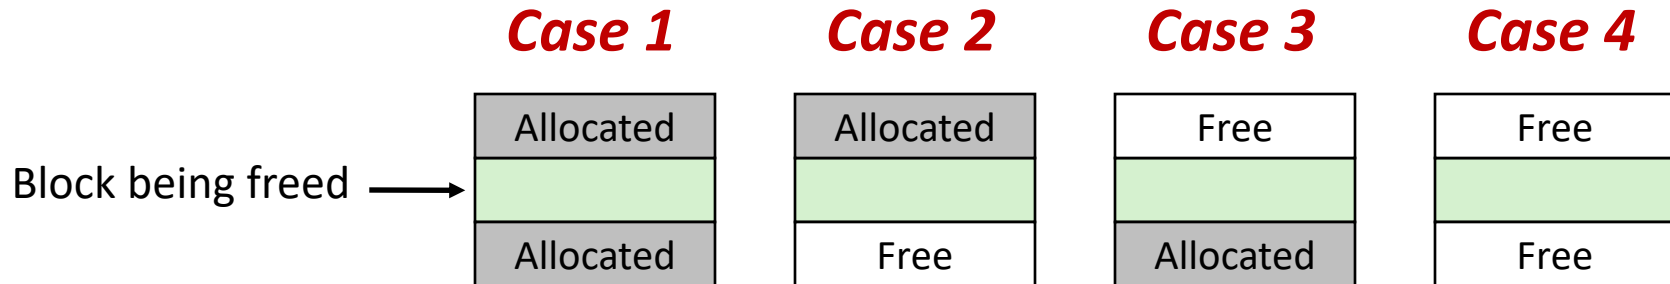 Case 1 Case 2 Case 3 Case 4
Allocated Allocated Free Free
Block being freed
Allocated Free Allocated Free